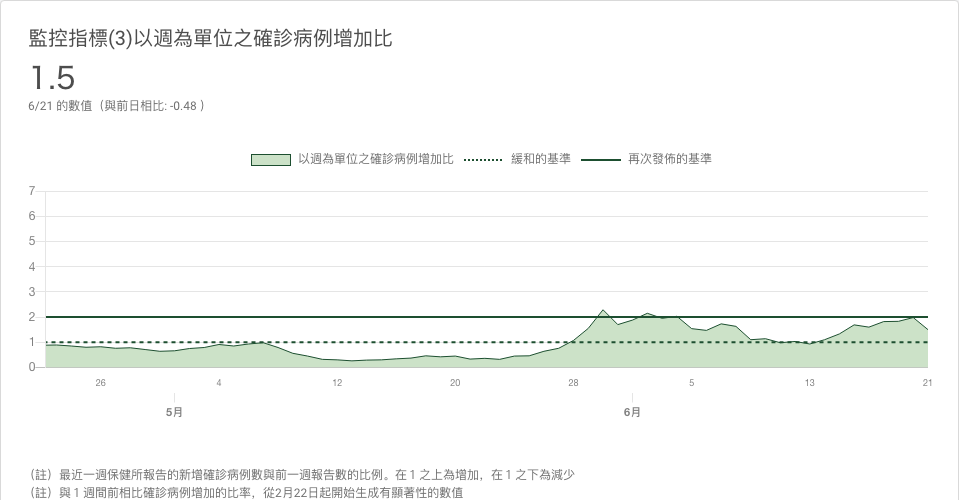 監控指標(3)以週為單位之確診病例增加比
1.5
6/21 的數值（與前日相比: -0.48 ）
以週為單位之確診病例增加比 緩和的基準 再次發佈的基準
7
6
5
4
3
2
1
0
26 4 12 20 28 5 13 21
5月 6月
（註）最近一週保健所報告的新增確診病例數與前一週報告數的比例。在 1 之上為增加，在 1 之下為減少
（註）與 1 週間前相比確診病例增加的比率，從2月22日起開始生成有顯著性的數值